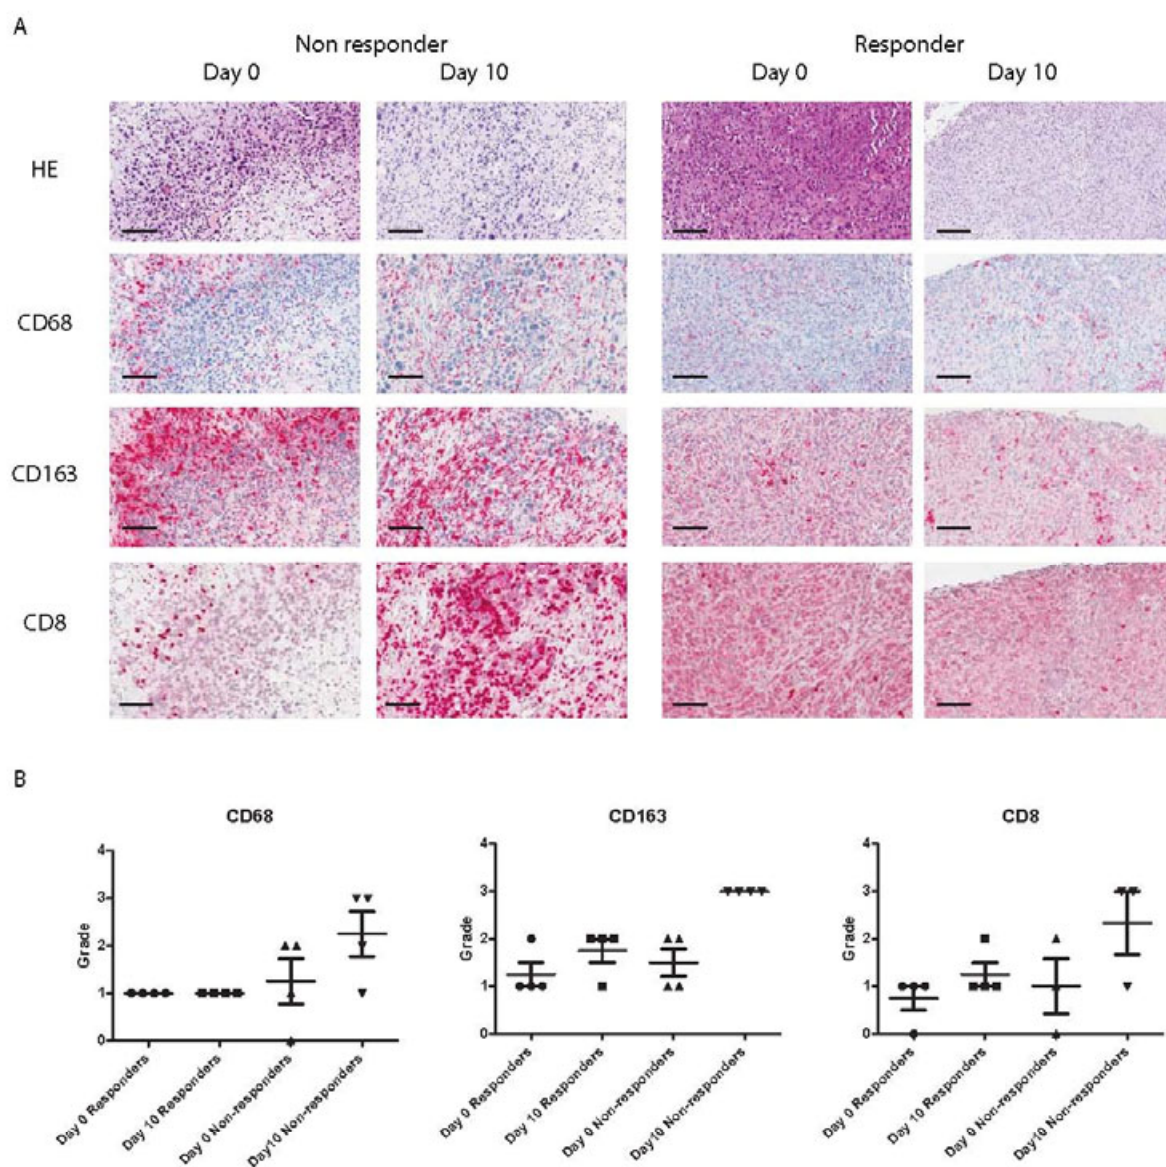 A
Non responder
Responder
Day 0
Day 10
Day 0
Day 10
HE
CD68
CD163
CD8
B
CD68
4
3
2
1
0
Grade
Day 0 Responders
Day 10 Responders
Day 0 Non-responders
Day10 Non-responders
CD163
4
3
2
1
0
Grade
Day 0 Responders
Day 10 Responders
Day 0 Non-responders
Day10 Non-responders
CD8
4
3
2
1
0
Grade
Day 0 Responders
Day 10 Responders
Day 0 Non-responders
Day10 Non-responders